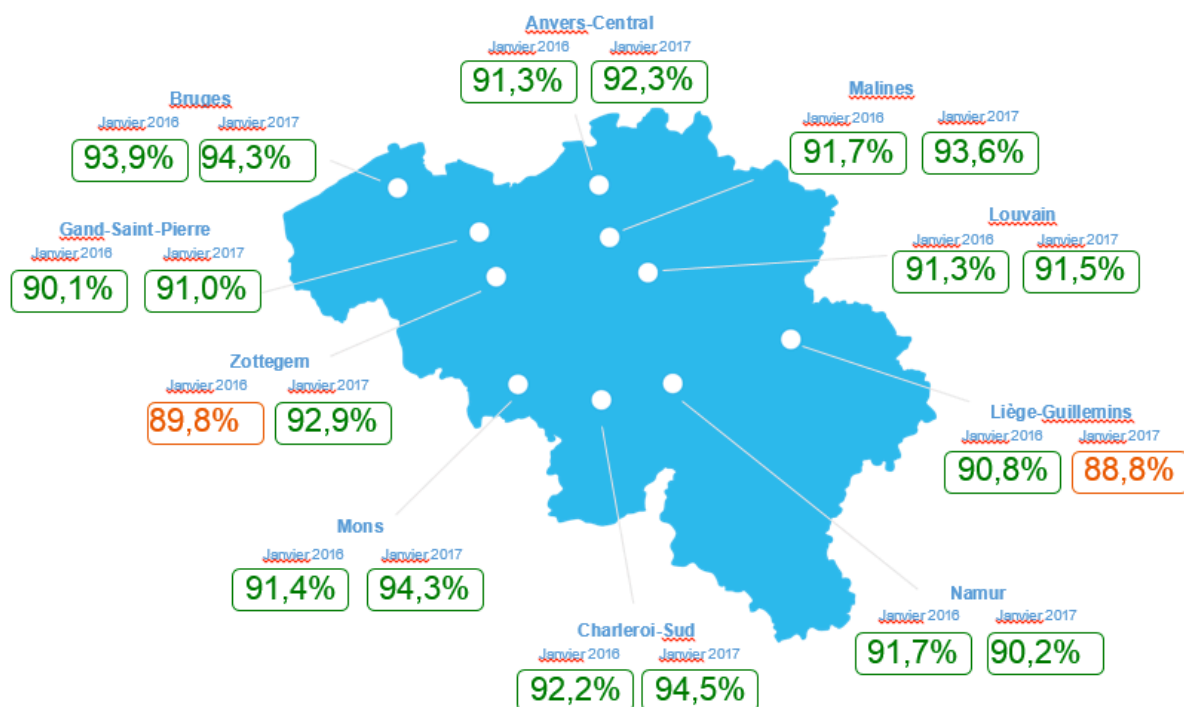 Anvers-Central
Janvier 2016 Janvier 2017
91,3% 92,3%
Bruges
Janvier 2016 Janvier 2017
93,9% 94,3%
Malines
Janvier 2016 Janvier 2017
91,7% 93,6%
Gand-Saint-Pierre
Janvier 2016 Janvier 2017
90,1% 91,0%
Louvain
Janvier 2016 Janvier 2017
91,3% 91,5%
Zottegem
Janvier 2016 Janvier 2017
89,8% 92,9%
Liège-Guillemins
Janvier 2016 Janvier 2017
90,8% 88,8%
Mons
Janvier 2016 Janvier 2017
91,4% 94,3%
Namur
Janvier 2016 Janvier 2017
91,7% 90,2%
Charleroi-Sud
Janvier 2016 Janvier 2017
92,2% 94,5%